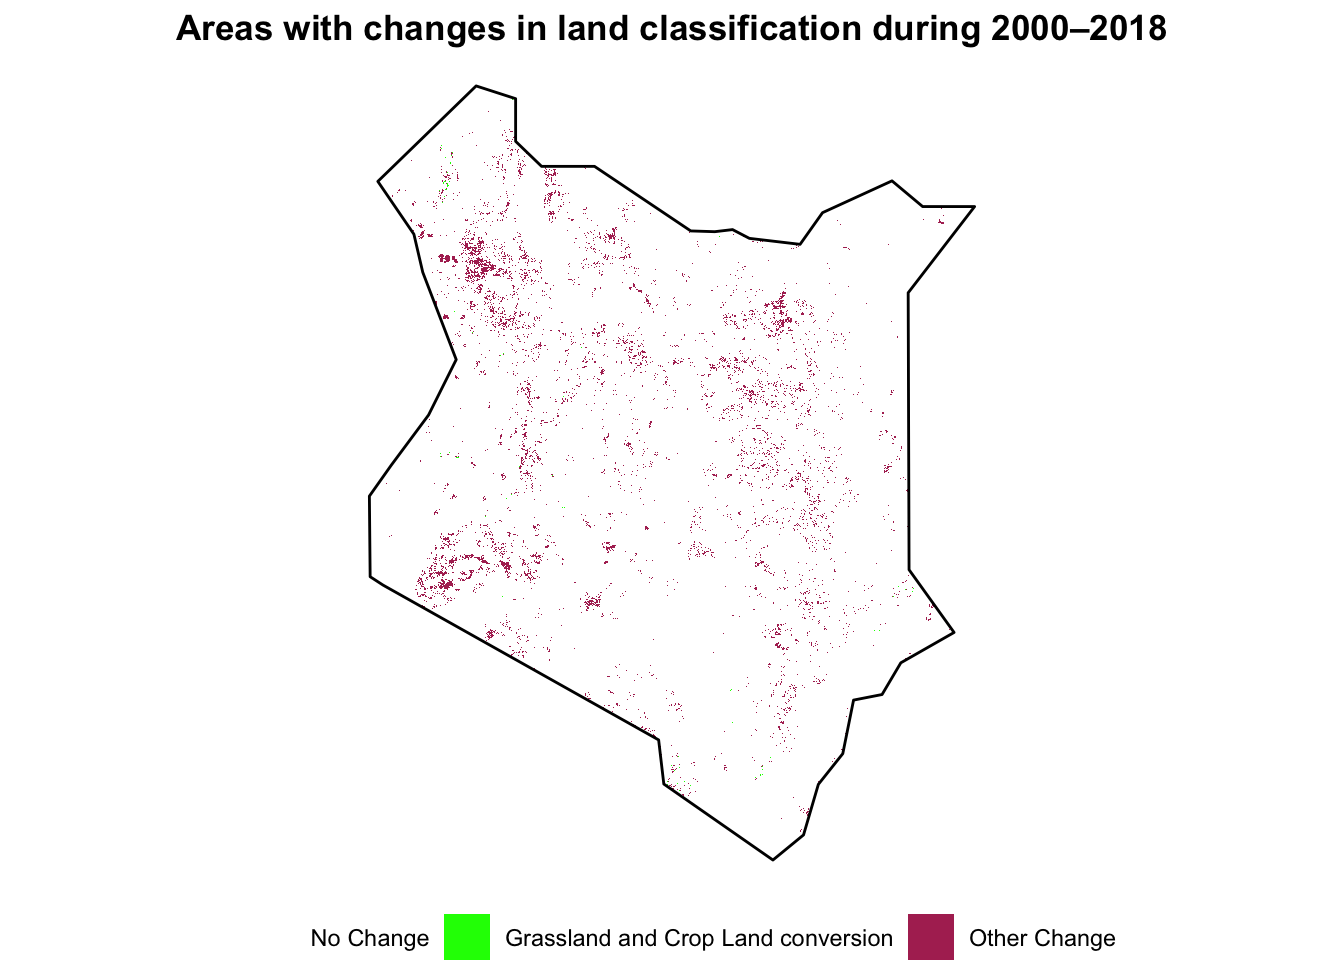 Areas with changes in land classification during 2000–2018
No Change Grassland and Crop Land conversion Other Change